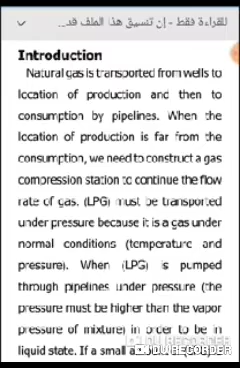 للقراءة فقط - إن تنسيق هذا الملف قد...
Introduction
Natural gas is transported from wells to
location of production and then to
consumption by pipelines. When the
location of production is far from the
consumption, we need to construct a gas
compression station to continue the flow
rate of gas. (LPG) must be transported
under pressure because it is a gas under
normal conditions (temperature and
pressure). When (LPG) is pumped
through pipelines under pressure (the
pressure must be higher than the vapor
pressure of mixture) in order to be in
liquid state. If a small
DU RECORDER